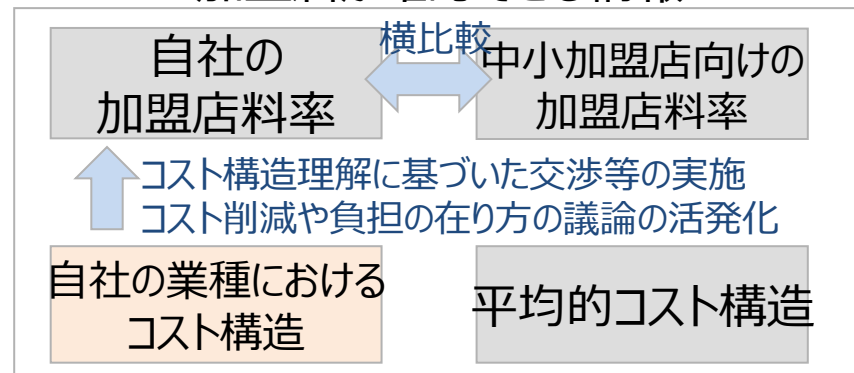 自社の
加盟店料率
横比較
中小加盟店向けの
加盟店料率
コスト構造理解に基づいた交渉等の実施
コスト削減や負担の在り方の議論の活発化
自社の業種における
コスト構造
平均的コスト構造